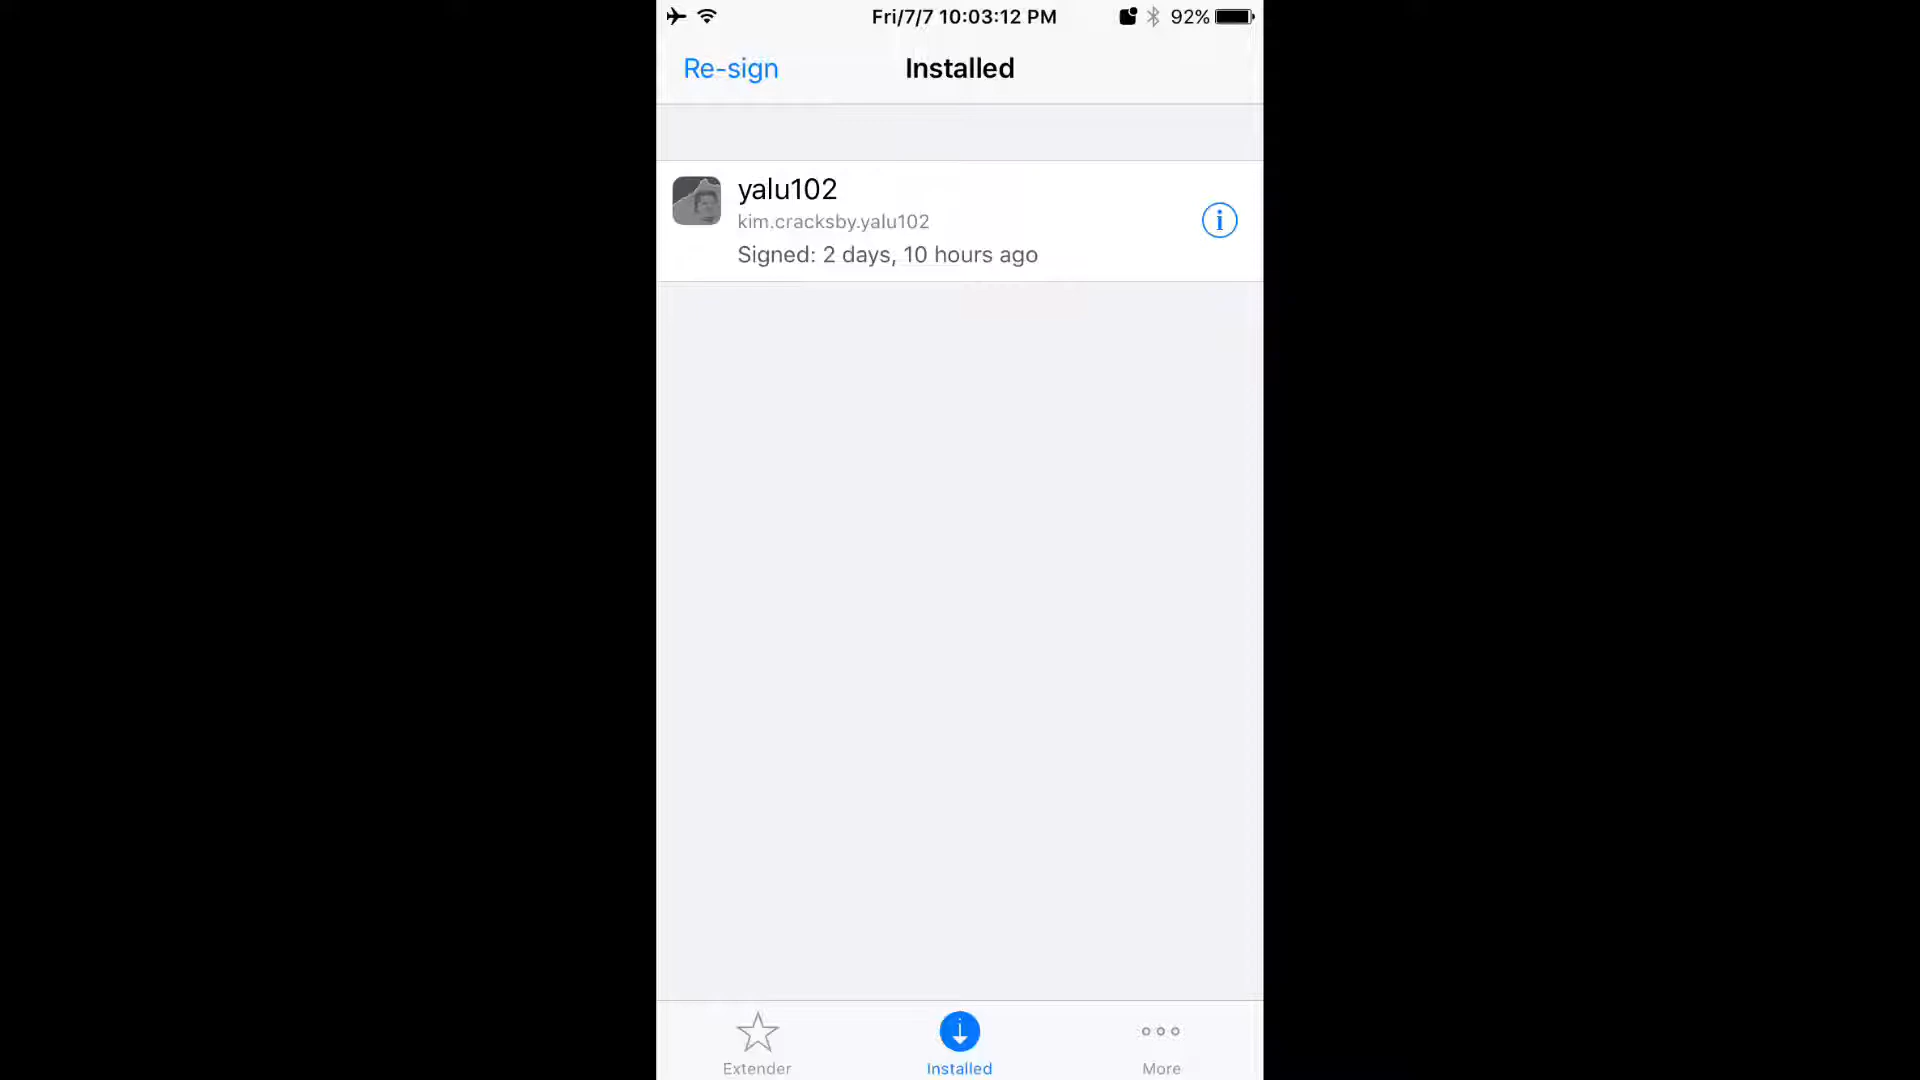 Fri/7/7 10:03:12 PM
92%
Re-sign
Installed
yalu102
kim.cracksby.yalu102
Signed: 2 days, 10 hours ago
Extender
Installed
More